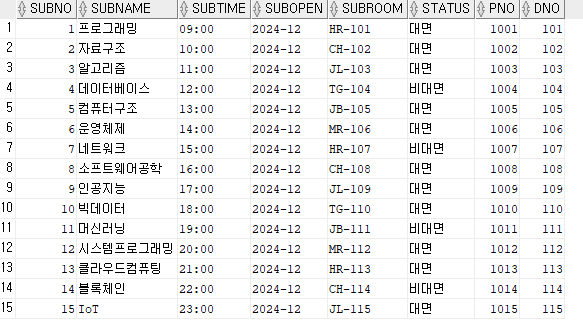 SUBNO SUBNAME SUBTIME SUBOPEN SUBROOM STATUS PNO DNO
1 1 프로그래밍 09:00 2024-12 HR-101 대면 1001 101
2 2 자료구조 10:00 2024-12 CH-102 대면 1002 102
3 3 알고리즘 11:00 2024-12 JL-103 대면 1003 103
4 4 데이터베이스 12:00 2024-12 TG-104 비대면 1004 104
5 5 컴퓨터구조 13:00 2024-12 JB-105 대면 1005 105
6 6 운영체제 14:00 2024-12 MR-106 대면 1006 106
7 7 네트워크 15:00 2024-12 HR-107 비대면 1007 107
8 8 소프트웨어공학 16:00 2024-12 CH-108 대면 1008 108
9 9 인공지능 17:00 2024-12 JL-109 대면 1009 109
10 10 빅데이터 18:00 2024-12 TG-110 대면 1010 110
11 11 머신러닝 19:00 2024-12 JB-111 비대면 1011 111
12 12 시스템프로그래밍 20:00 2024-12 MR-112 대면 1012 112
13 13 클라우드컴퓨팅 21:00 2024-12 HR-113 대면 1013 113
14 14 블록체인 22:00 2024-12 CH-114 비대면 1014 114
15 15 IoT 23:00 2024-12 JL-115 대면 1015 115